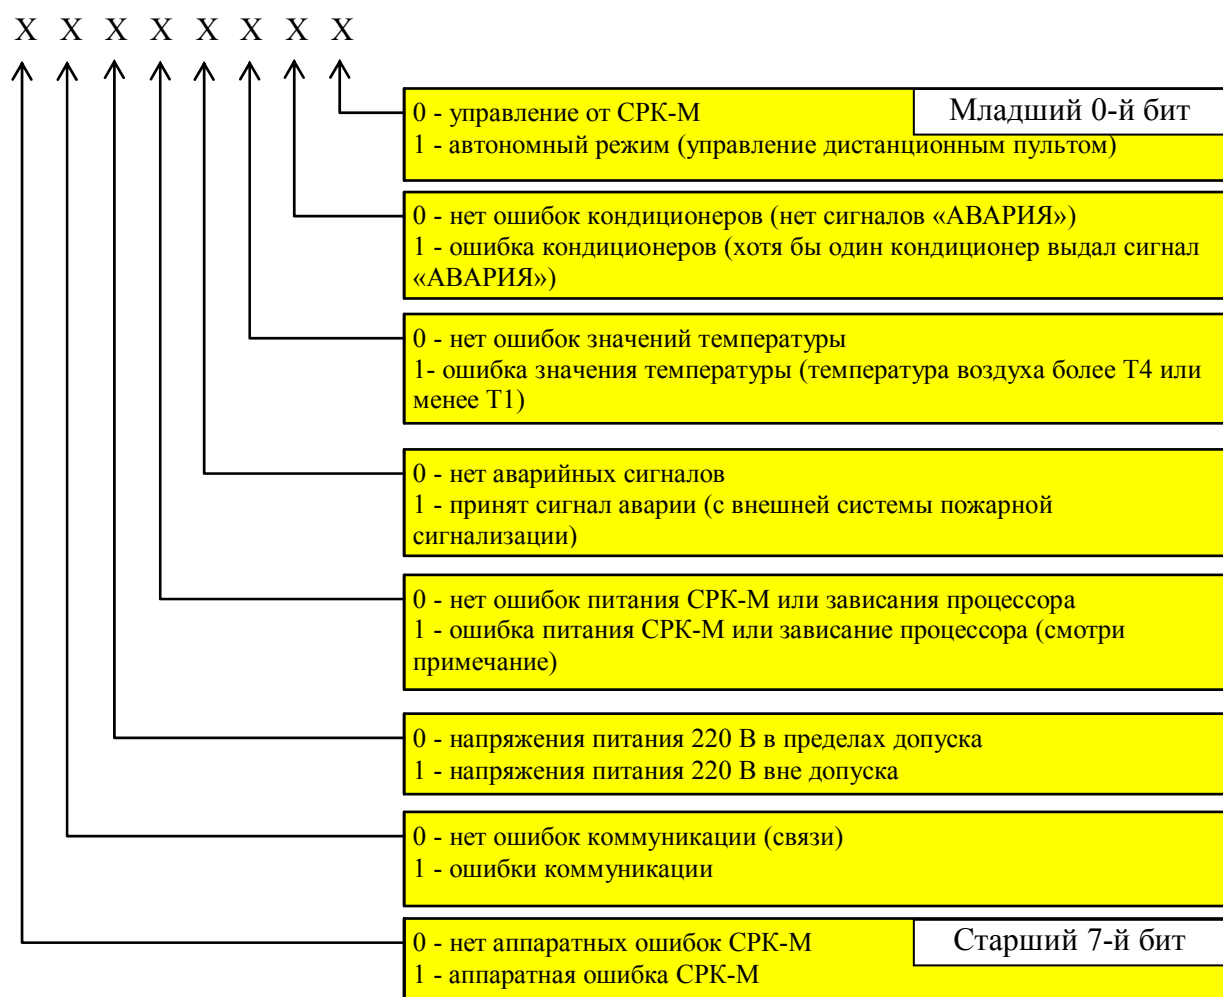 X X X X X X X X
0 - управление от СРК-М
Младший 0-й бит
1 - автономный режим (управление дистанционным пультом)
0 - нет ошибок кондиционеров (нет сигналов «АВАРИЯ»)
1 - ошибка кондиционеров (хотя бы один кондиционер выдал сигнал
«АВАРИЯ»)
0 - нет ошибок значений температуры
1- ошибка значения температуры (температура воздуха более Т4 или
менее Т1)
0 - нет аварийных сигналов
1 - принят сигнал аварии (с внешней системы пожарной
сигнализации)
0 - нет ошибок питания СРК-М или зависания процессора
1 - ошибка питания СРК-М или зависание процессора (смотри
примечание)
0 - напряжения питания 220 В в пределах допуска
1 - напряжения питания 220 В вне допуска
0 - нет ошибок коммуникации (связи)
1 - ошибки коммуникации
0 - нет аппаратных ошибок СРК-М
Старший 7-й бит
1 - аппаратная ошибка СРК-М